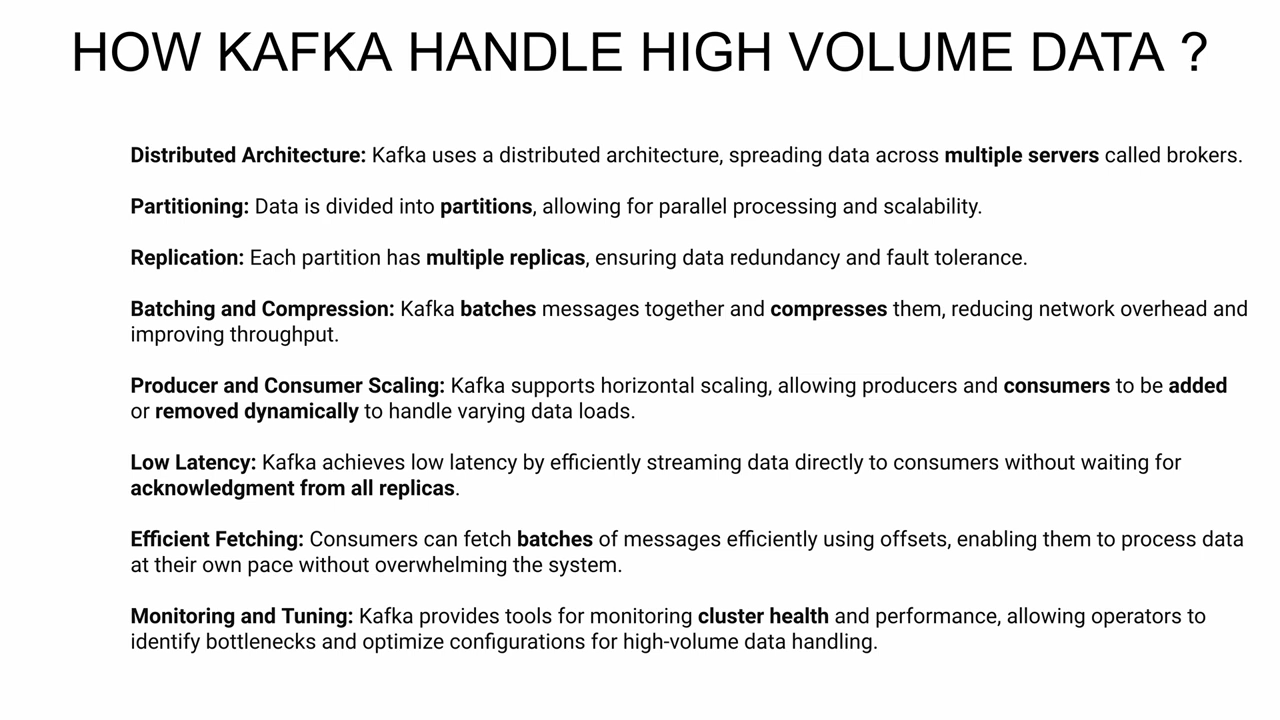 HOW KAFKA HANDLE HIGH VOLUME DATA ?
Distributed Architecture: Kafka uses a distributed architecture, spreading data across multiple servers called brokers.
Partitioning: Data is divided into partitions, allowing for parallel processing and scalability.
Replication: Each partition has multiple replicas, ensuring data redundancy and fault tolerance.
Batching and Compression: Kafka batches messages together and compresses them, reducing network overhead and
improving throughput.
Producer and Consumer Scaling: Kafka supports horizontal scaling, allowing producers and consumers to be added
or removed dynamically to handle varying data loads.
Low Latency: Kafka achieves low latency by efficiently streaming data directly to consumers without waiting for
acknowledgment from all replicas.
Efficient Fetching: Consumers can fetch batches of messages efficiently using offsets, enabling them to process data
at their own pace without overwhelming the system.
Monitoring and Tuning: Kafka provides tools for monitoring cluster health and performance, allowing operators to
identify bottlenecks and optimize configurations for high-volume data handling.